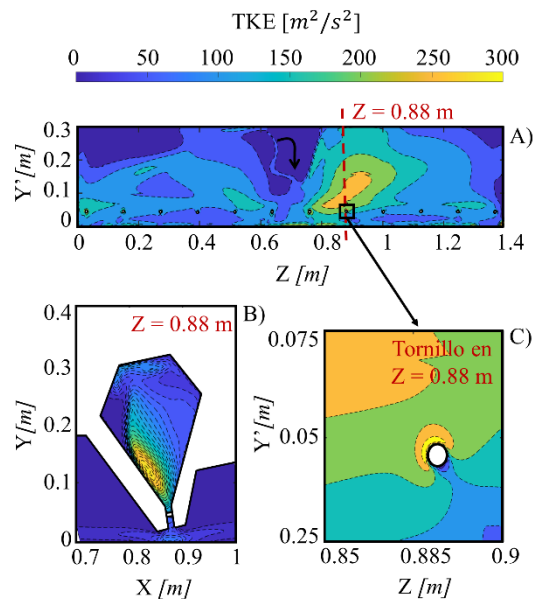 TKE [m²/s²]
0 50 100 150 200 250 300
Z = 0.88 m
A)
0.3
0.2
0.1
0
Y' [m]
0 0.2 0.4 0.6 0.8 1 1.2 1.4
Z [m]
B)
Z = 0.88 m
0.4
0.3
0.2
0.1
0
Y [m]
0.7 0.8 0.9 1
X [m]
C)
Tornillo en
Z = 0.88 m
0.075
0.05
0.25
Y' [m]
0.85 0.885 0.9
Z [m]